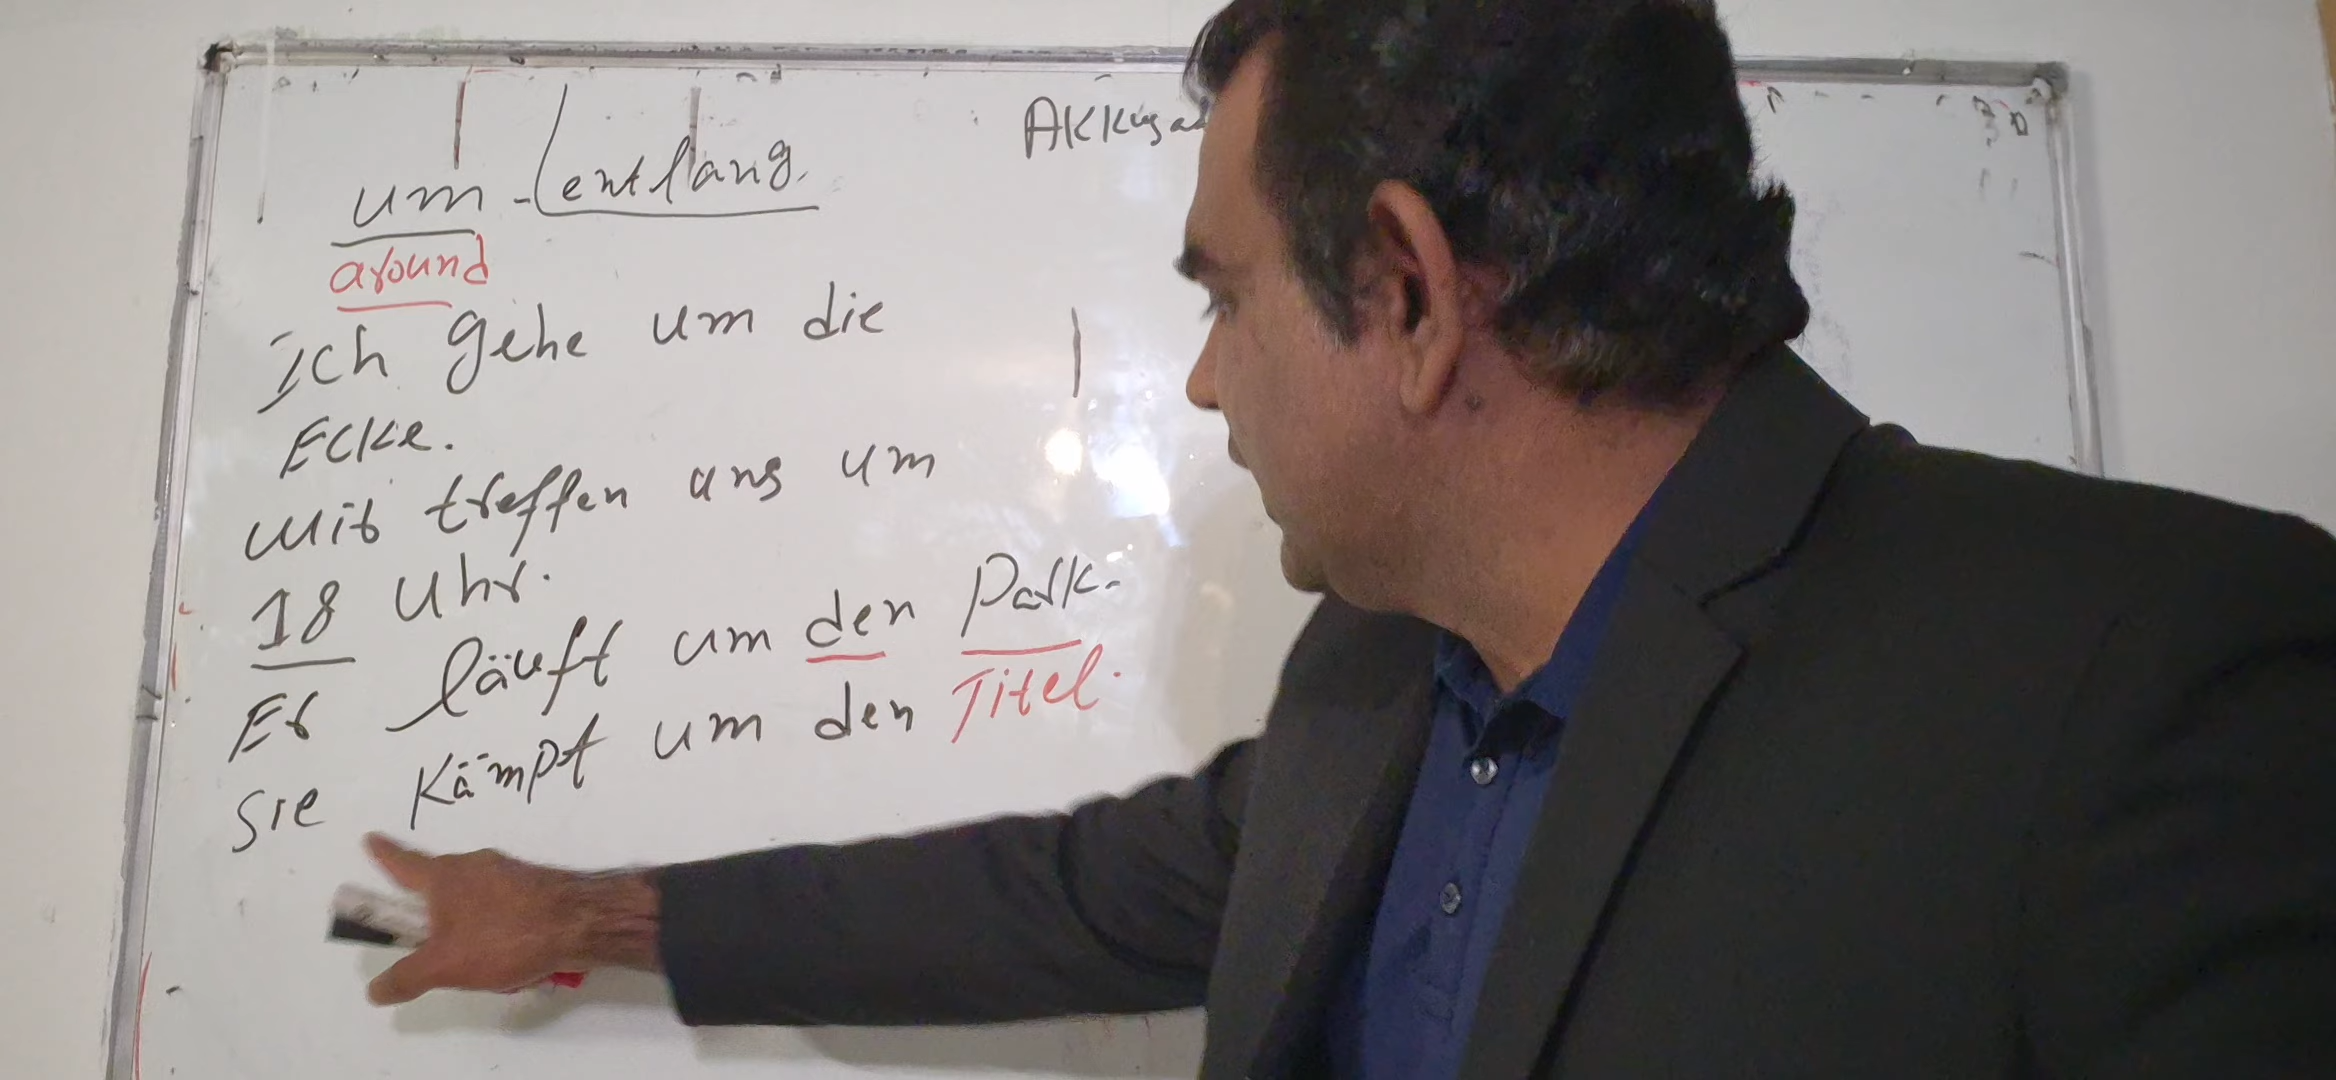 um - entlang.
Akkusa
around
Ich gehe um die
Ecke.
wir treffen uns um
18 Uhr.
Er läuft um den Park.
Sie kämpft um den Titel.